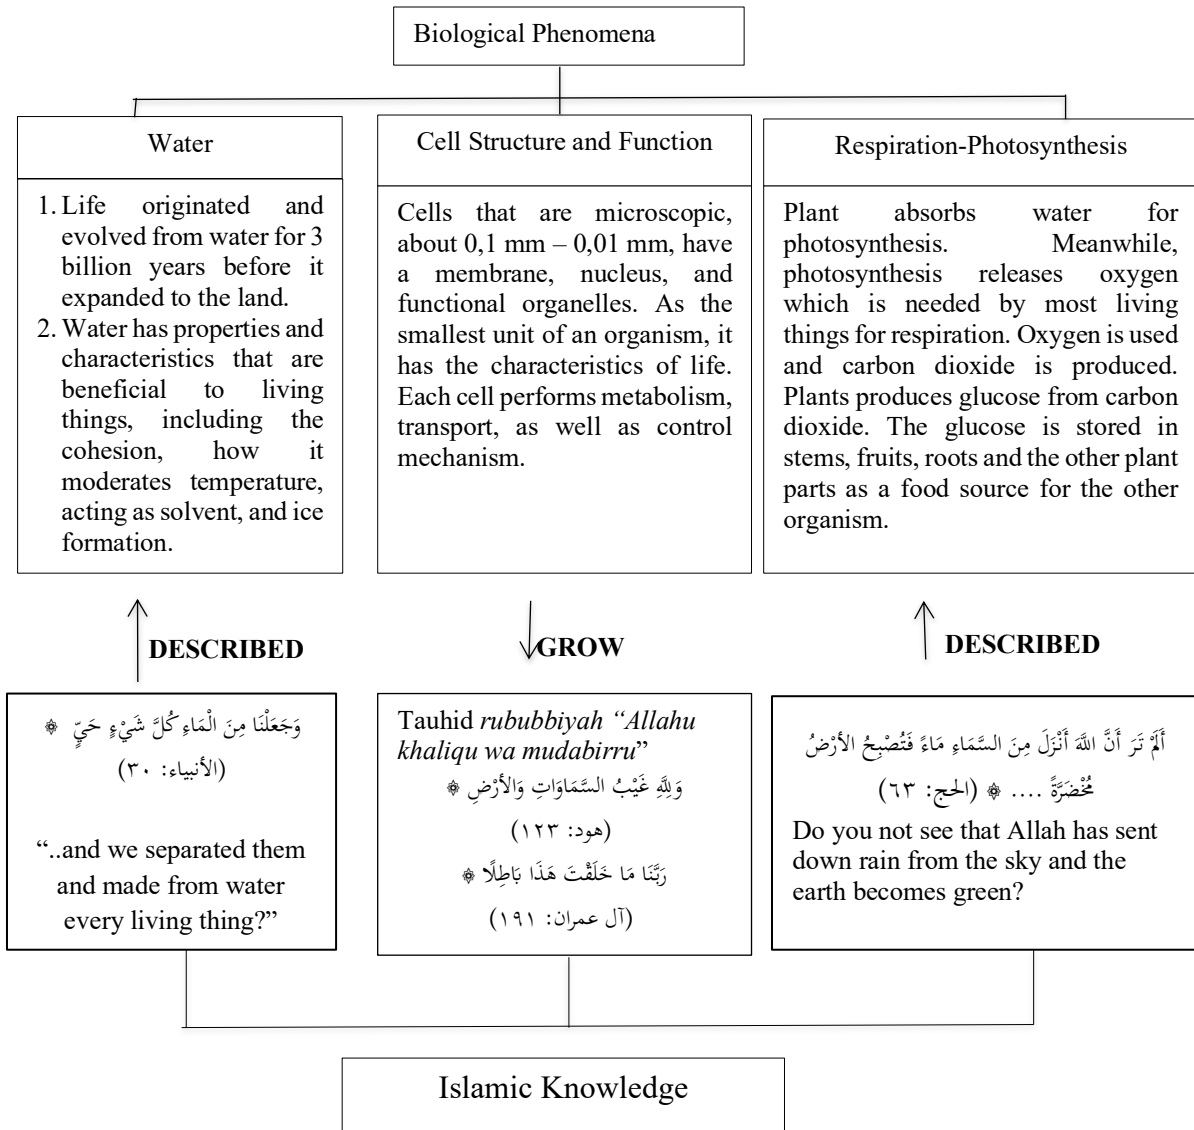 Biological Phenomena
Water
1. Life originated and
evolved from water for 3
billion years before it
expanded to the land.
2. Water has properties and
characteristics that are
beneficial to living
things, including the
cohesion, how it
moderates temperature,
acting as solvent, and ice
formation.
Cell Structure and Function
Cells that are microscopic,
about 0,1 mm – 0,01 mm, have
a membrane, nucleus, and
functional organelles. As the
smallest unit of an organism, it
has the characteristics of life.
Each cell performs metabolism,
transport, as well as control
mechanism.
Respiration-Photosynthesis
Plant absorbs water for
photosynthesis. Meanwhile,
photosynthesis releases oxygen
which is needed by most living
things for respiration. Oxygen is used
and carbon dioxide is produced.
Plants produces glucose from carbon
dioxide. The glucose is stored in
stems, fruits, roots and the other plant
parts as a food source for the other
organism.
DESCRIBED
GROW
DESCRIBED
وَجَعَلْنَا مِنَ الْمَاءِ كُلَّ شَيْءٍ حَيٍّ ۞
(الأنبياء: ٣٠)
“..and we separated them
and made from water
every living thing?”
Tauhid rububbiyah “Allahu
khaliqu wa mudabirru”
وَلِلَّهِ غَيْبُ السَّمَاوَاتِ وَالأرْضِ ۞
(هود: ١٢٣)
رَبَّنَا مَا خَلَقْتَ هَذَا بَاطِلًا ۞
(آل عمران: ١٩١)
أَلَمْ تَرَ أَنَّ اللَّهَ أَنْزَلَ مِنَ السَّمَاءِ مَاءً فَتُصْبِحُ الأرْضُ
مُخْضَرَّةً .... ۞ (الحج: ٦٣)
Do you not see that Allah has sent
down rain from the sky and the
earth becomes green?
Islamic Knowledge